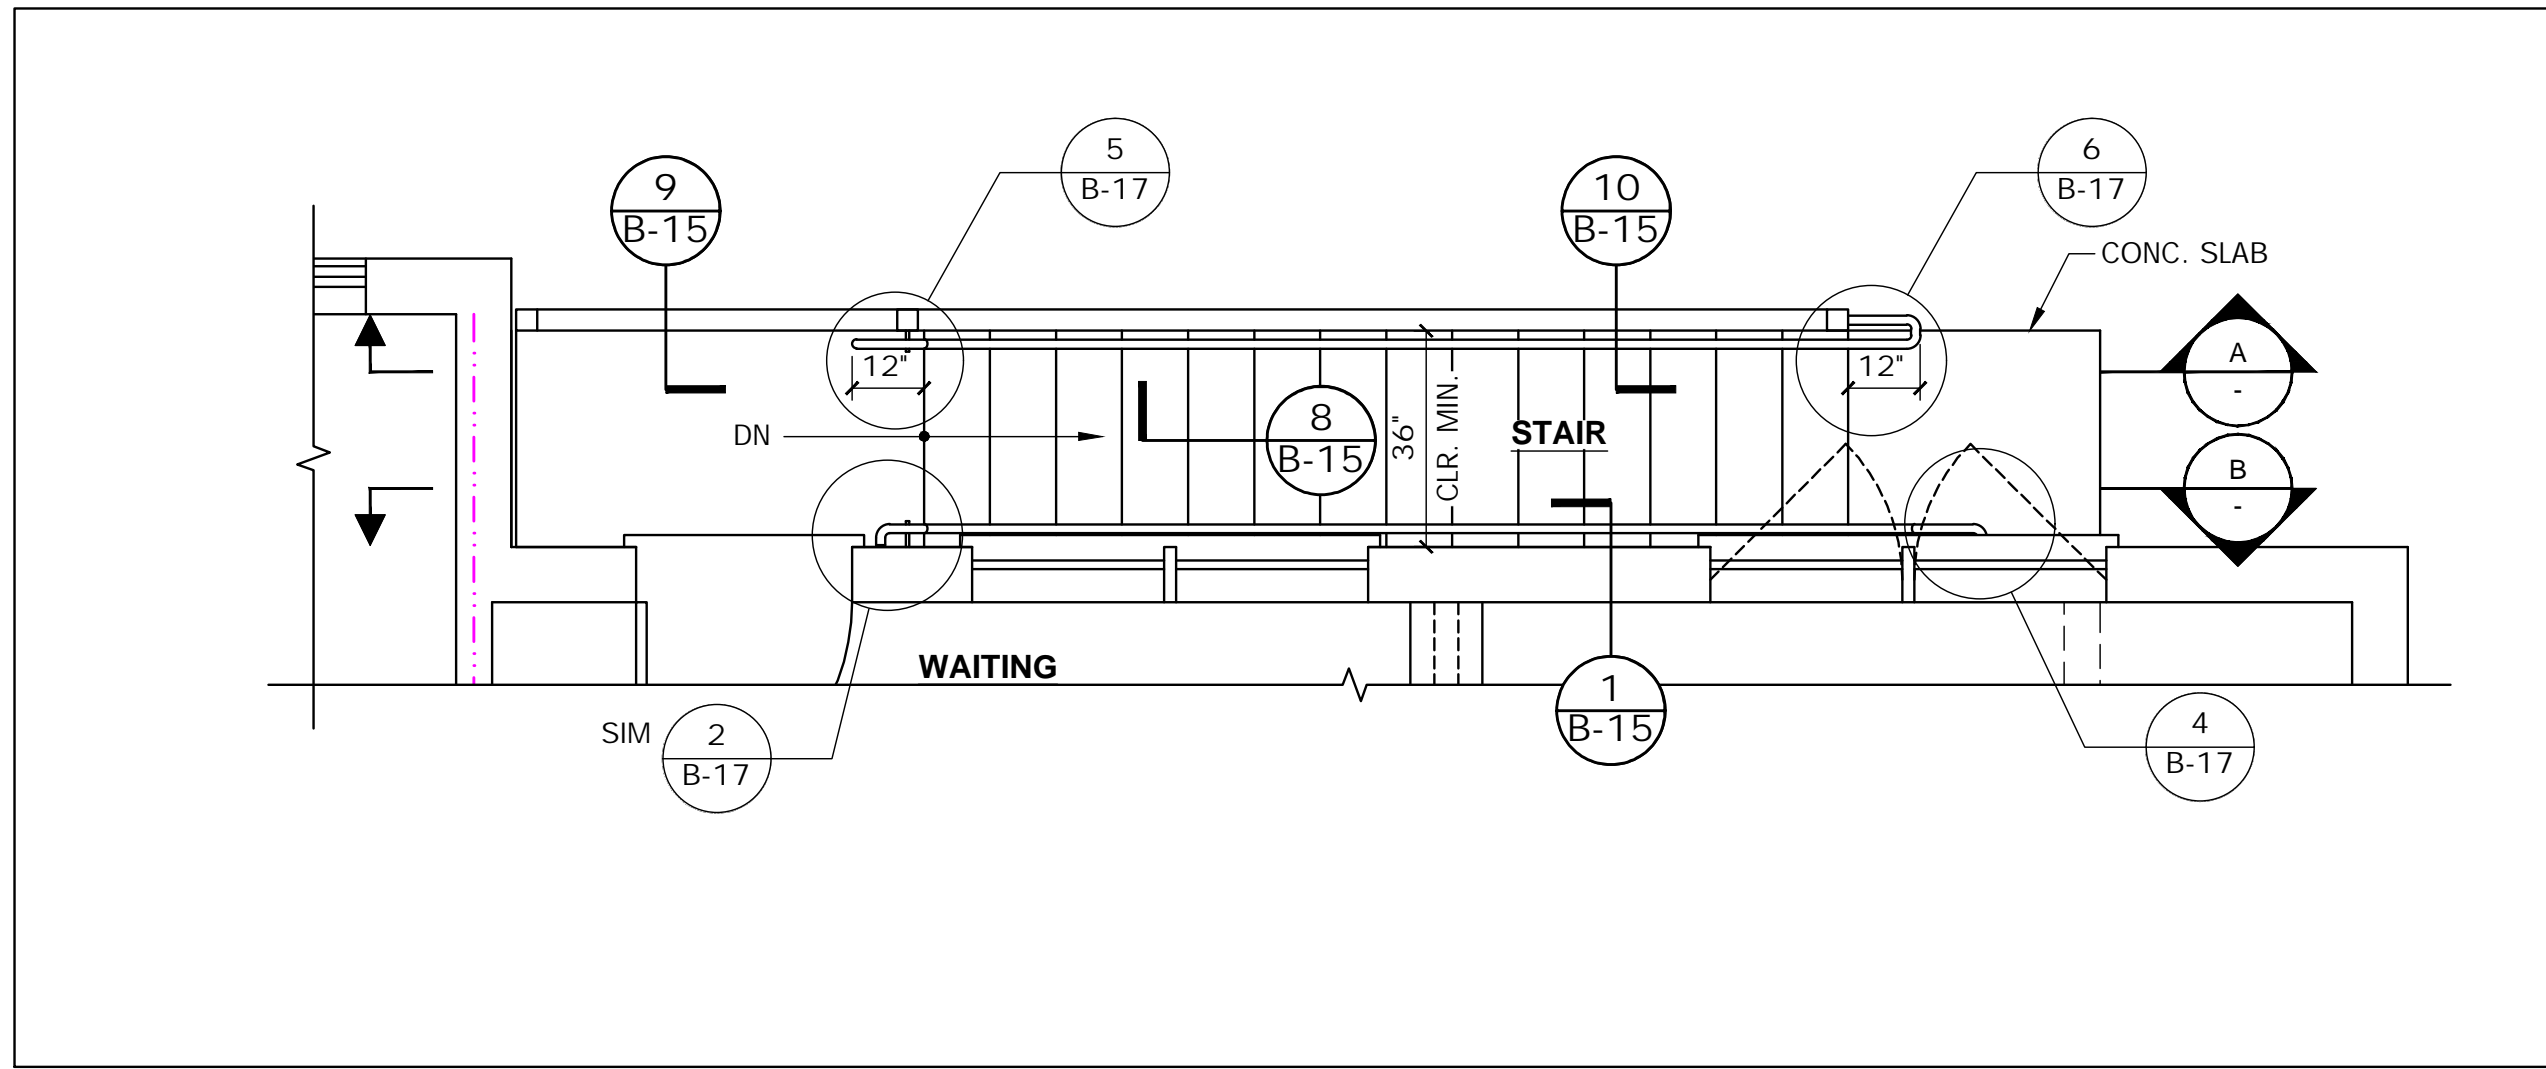 5
B-17
6
B-17
9
B-15
10
B-15
CONC. SLAB
12"
12"
A
-
8
B-15
36"
CLR. MIN.
STAIR
DN
B
-
WAITING
1
B-15
SIM
2
B-17
4
B-17